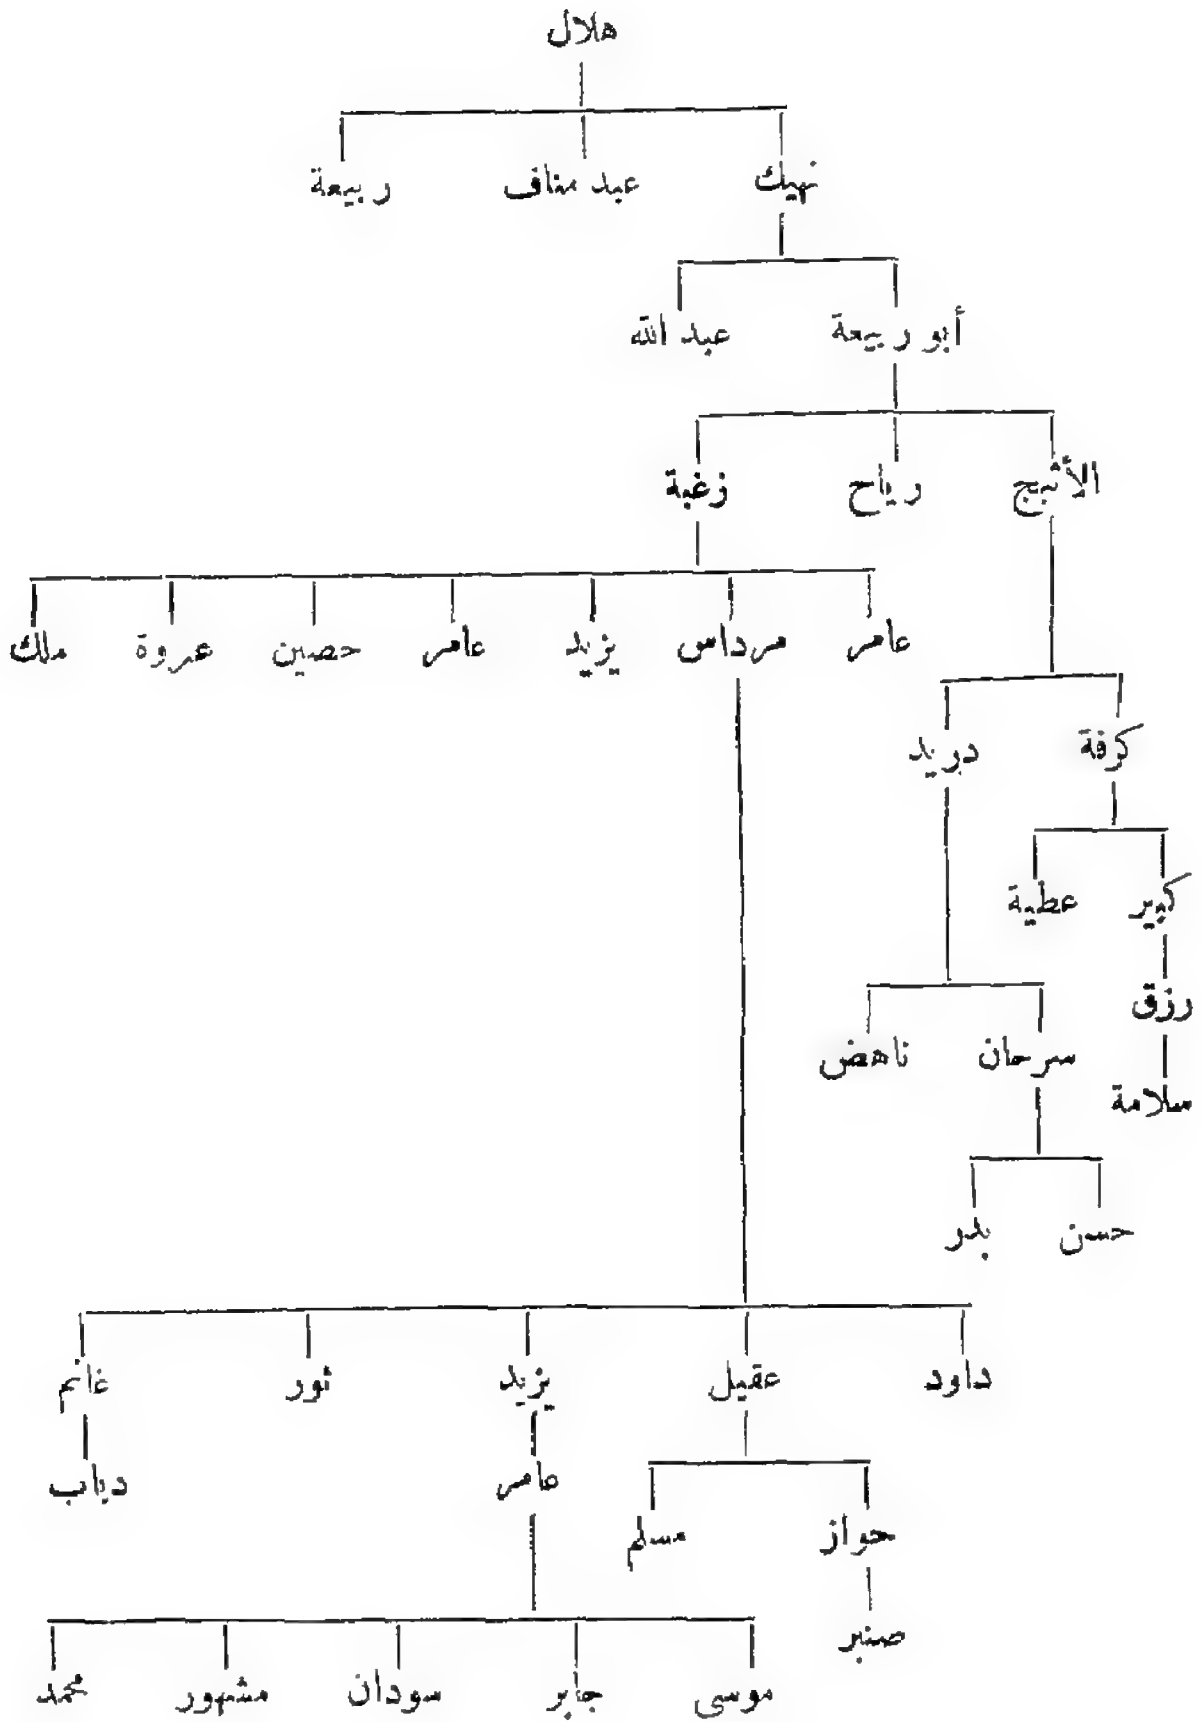 هلال
نهيك عبد مناف ربيعة
أبو ربيعة عبد الله
الأثبج رياح زغبة
عامر مرداس يزيد عامر حصين عروة ملك
كرفة دريد
كبير عطية
رزق
سرحان ناهض
سلامة
حسن بدر
داود عقيل يزيد ثور غانم
عامر دياب
حواز مسلم
صنبر
موسى جابر سودان مشهور محمد